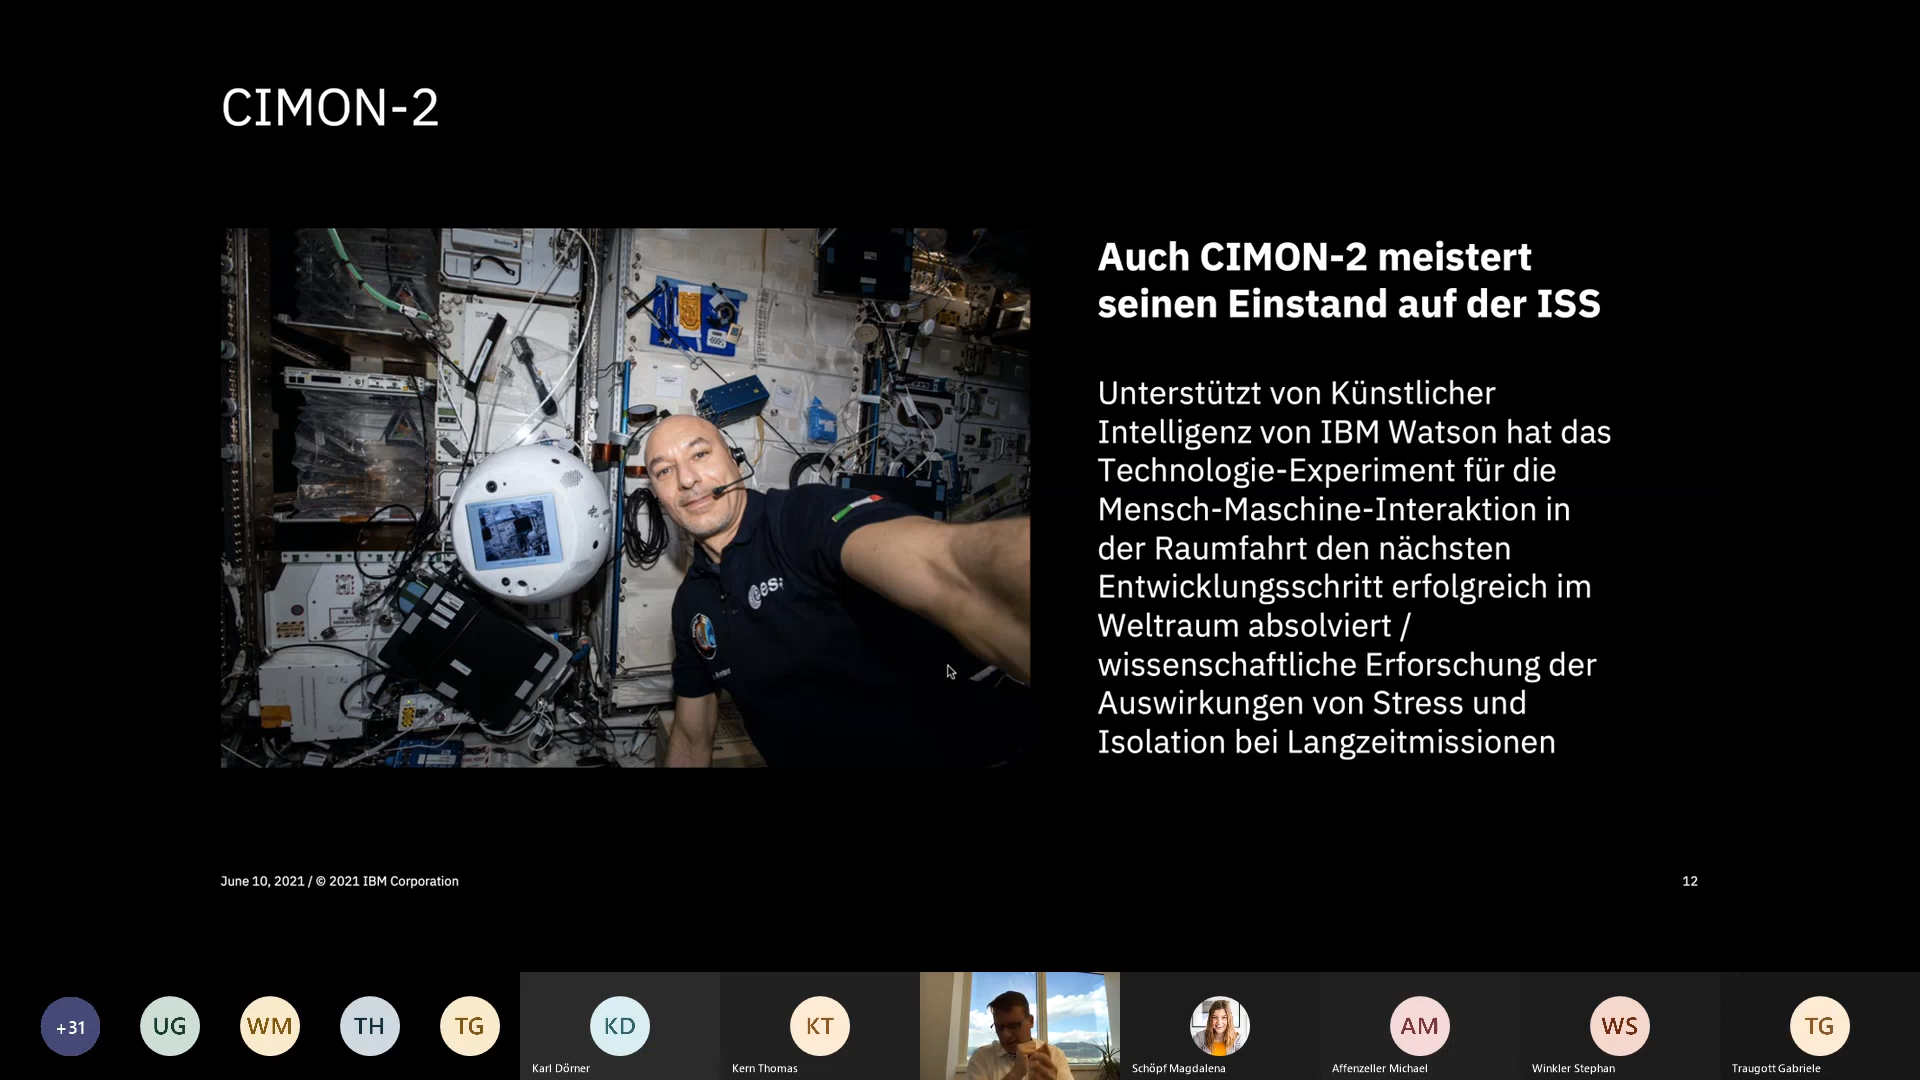 CIMON-2
Auch CIMON-2 meistert
seinen Einstand auf der ISS
Unterstützt von Künstlicher
Intelligenz von IBM Watson hat das
Technologie-Experiment für die
Mensch-Maschine-Interaktion in
der Raumfahrt den nächsten
Entwicklungsschritt erfolgreich im
Weltraum absolviert /
wissenschaftliche Erforschung der
Auswirkungen von Stress und
Isolation bei Langzeitmissionen
esa
June 10, 2021 / © 2021 IBM Corporation
12
+31
UG
WM
TH
TG
KD
KT
AM
WS
TG
Karl Dörner
Kern Thomas
Schöpf Magdalena
Affenzeller Michael
Winkler Stephan
Traugott Gabriele